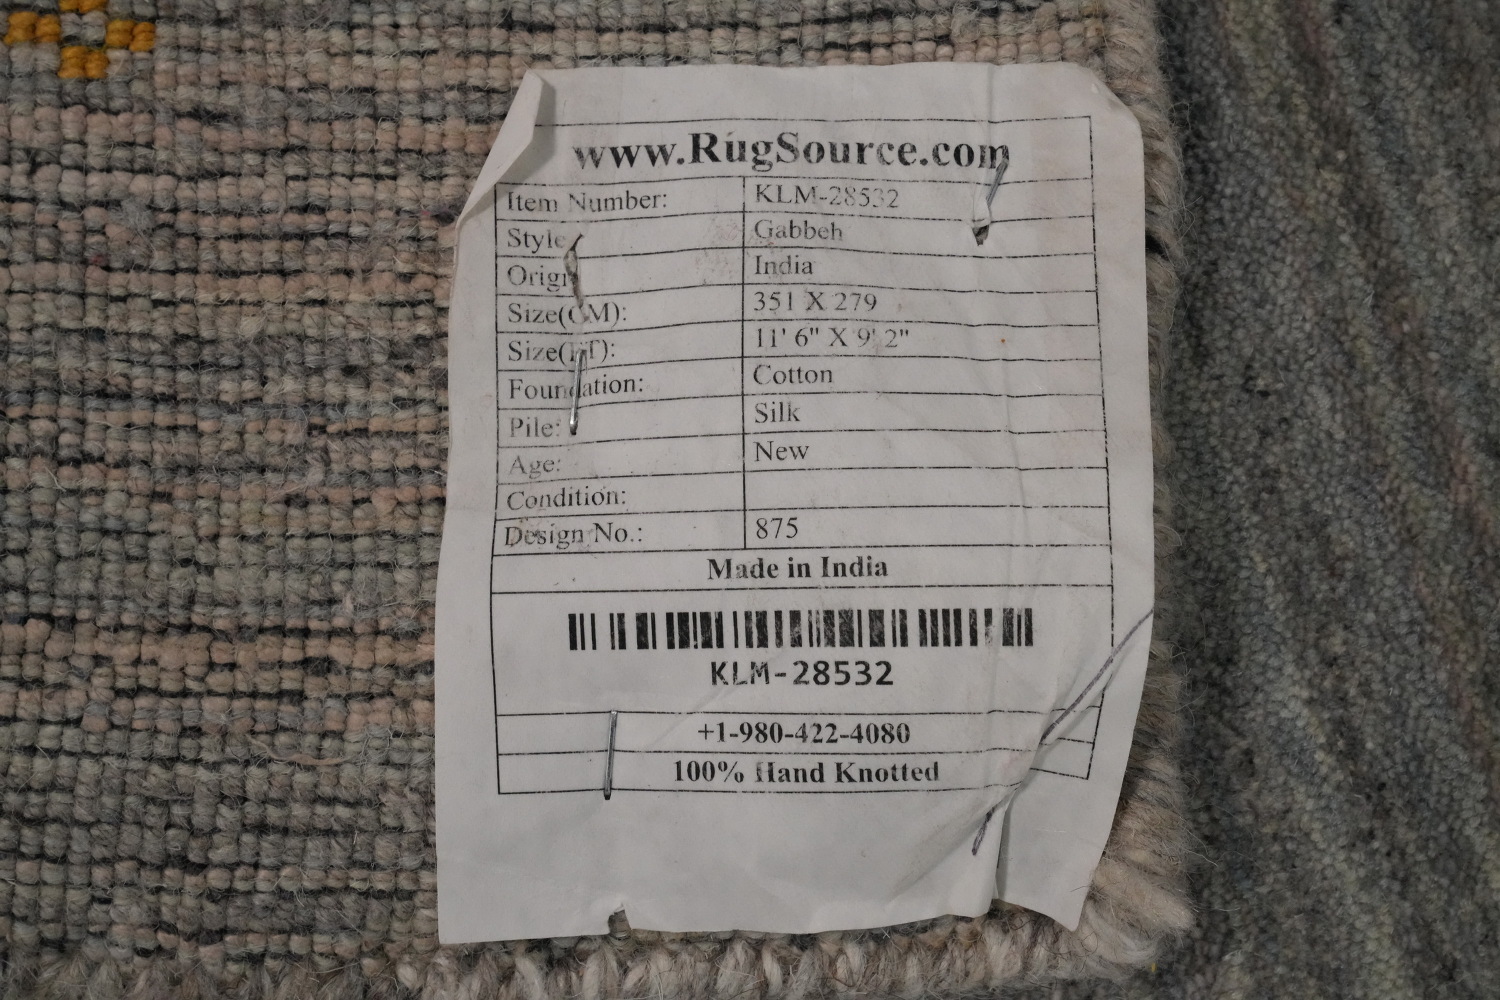 www.RugSource.com
Item Number: KLM-28532
Style Gabbeh
Origi India
Size(CM): 351 X 279
Size(FT): 11' 6" X 9' 2"
Foundation: Cotton
Pile: Silk
Age: New
Condition:
Design No.: 875
Made in India
KLM-28532
+1-980-422-4080
100% Hand Knotted